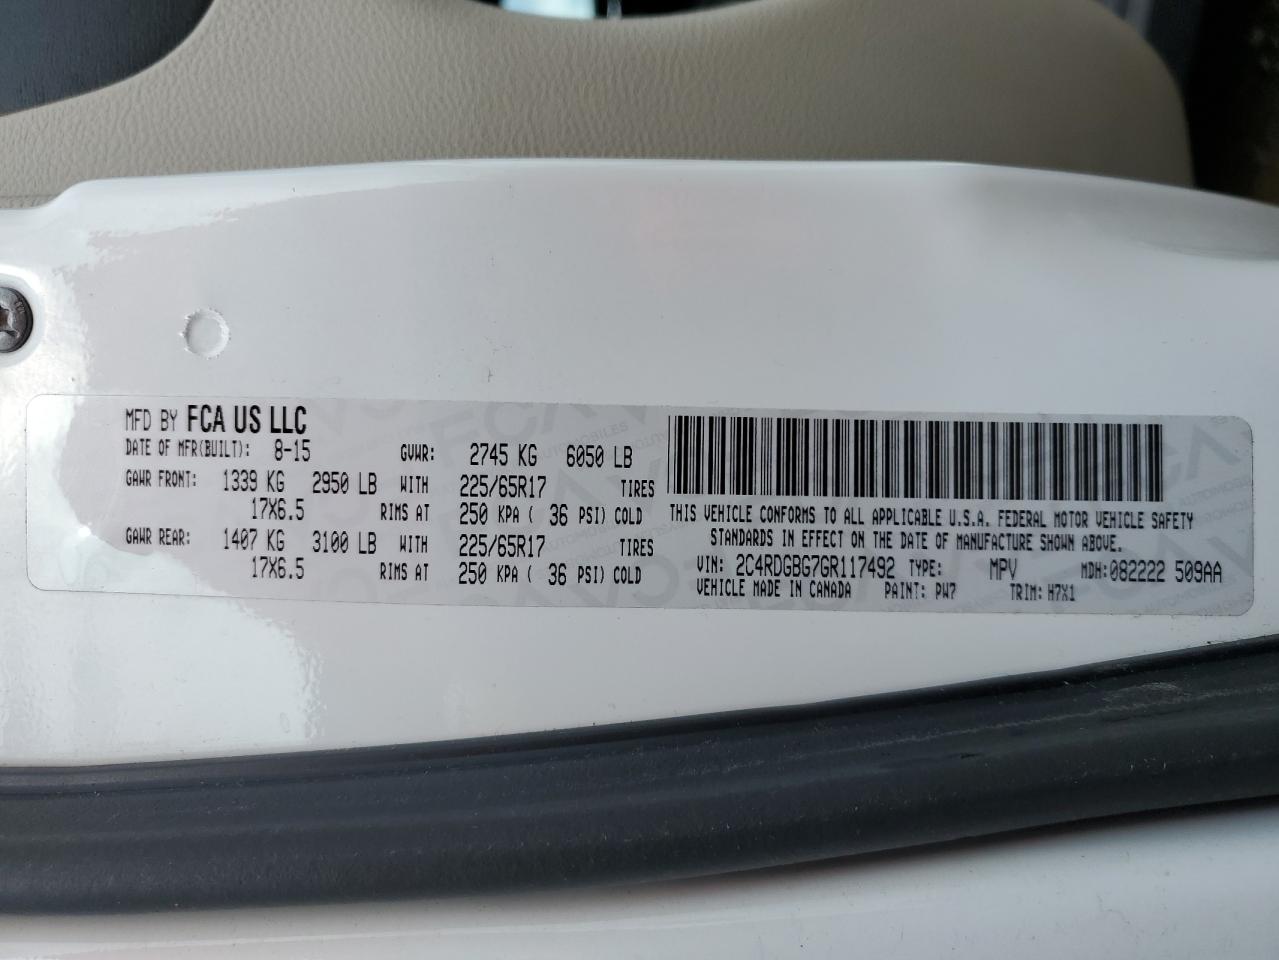 MFD BY FCA US LLC
DATE OF MFR(BUILT): 8-15 GVWR: 2745 KG 6050 LB
GAWR FRONT: 1339 KG 2950 LB WITH 225/65R17 TIRES
17X6.5 RIMS AT 250 KPA ( 36 PSI) COLD
GAWR REAR: 1407 KG 3100 LB WITH 225/65R17 TIRES
17X6.5 RIMS AT 250 KPA ( 36 PSI) COLD
THIS VEHICLE CONFORMS TO ALL APPLICABLE U.S.A. FEDERAL MOTOR VEHICLE SAFETY
STANDARDS IN EFFECT ON THE DATE OF MANUFACTURE SHOWN ABOVE.
VIN: 2C4RDGBG7GR117492 TYPE: MPV MDH:082222 509AA
VEHICLE MADE IN CANADA PAINT: PW7 TRIM: H7X1